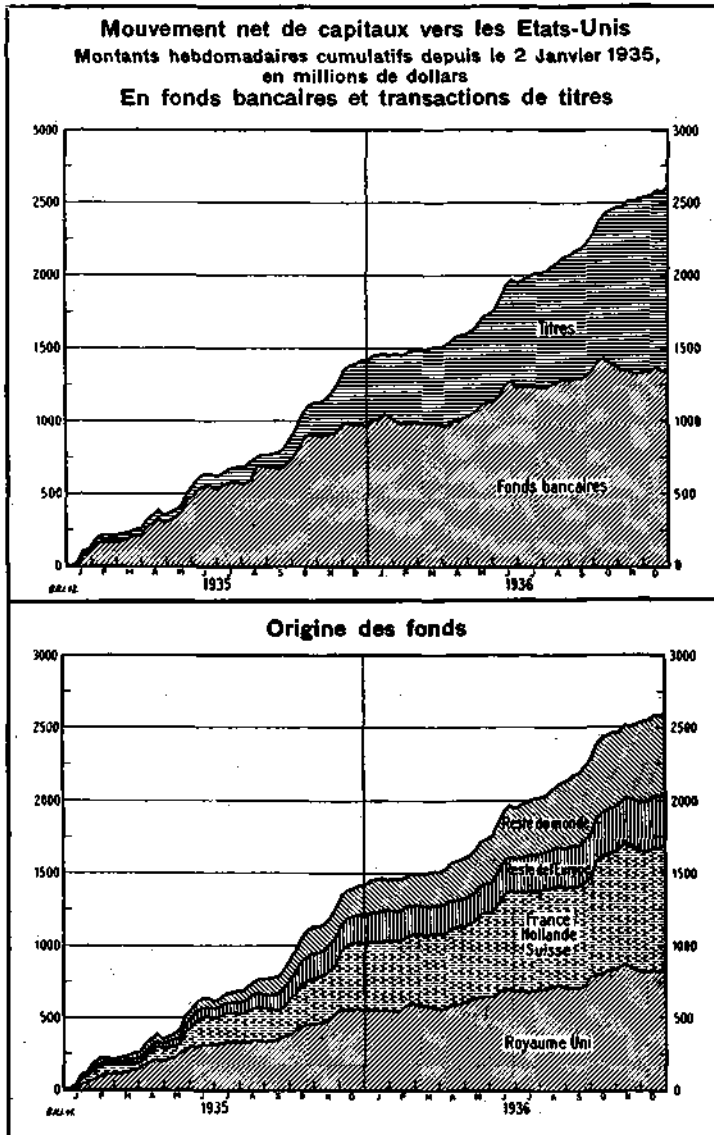 Mouvement net de capitaux vers les Etats-Unis
Montants hebdomadaires cumulatifs depuis le 2 Janvier 1935,
en millions de dollars
En fonds bancaires et transactions de titres
3000 3000
2500 2500
2000 2000
1500 1500
1000 1000
500 500
0 0
Titres
Fonds bancaires
J F M A M J J A S O N D J. F M A M J J A S O N D
1935 1936
Origine des fonds
3000 3000
2500 2500
2000 2000
1500 1500
1000 1000
500 500
0 0
Reste du monde
Reste de l'Europe
France
Hollande
Suisse
Royaume Uni
J F M A M J J A S O N D J F M A M J J A S O N D
1935 1936